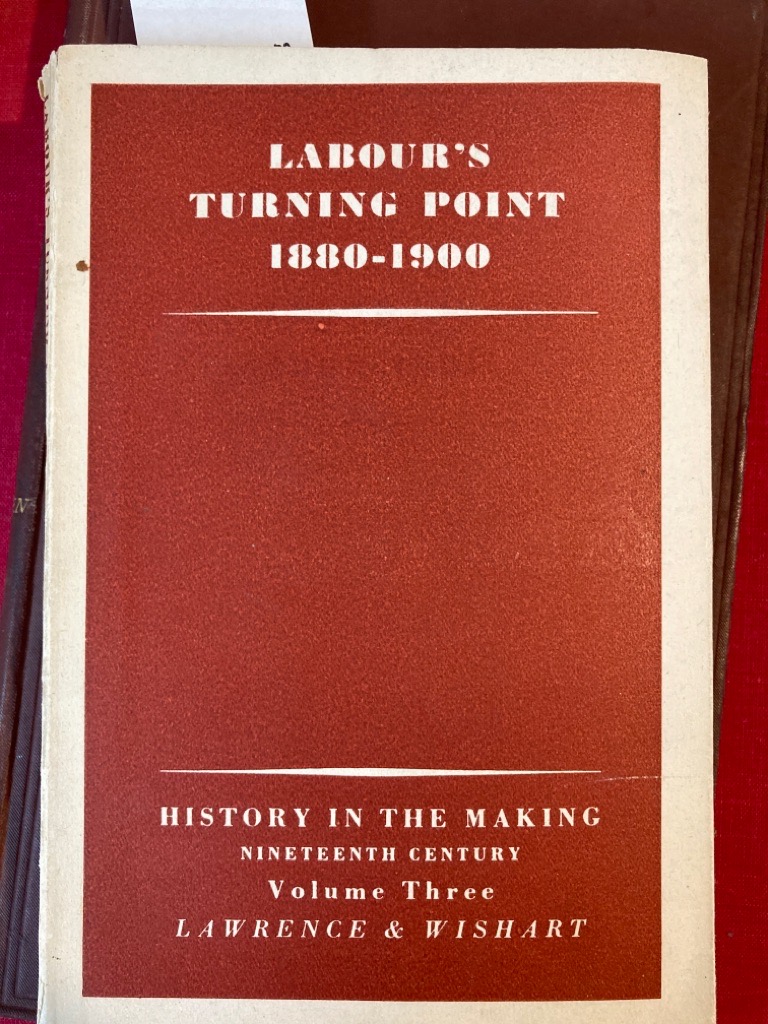 LABOUR'S
TURNING POINT
1880-1900
HISTORY IN THE MAKING
NINETEENTH CENTURY
Volume Three
LAWRENCE & WISHART